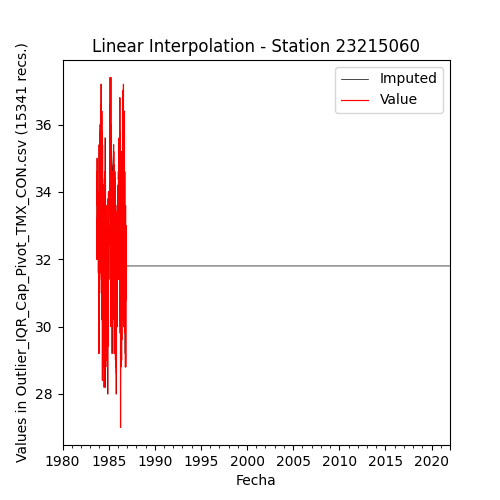 Linear Interpolation - Station 23215060
Values in Outlier_IQR_Cap_Pivot_TMX_CON.csv (15341 recs.)
Imputed
Value
36
34
32
30
28
1980 1985 1990 1995 2000 2005 2010 2015 2020
Fecha